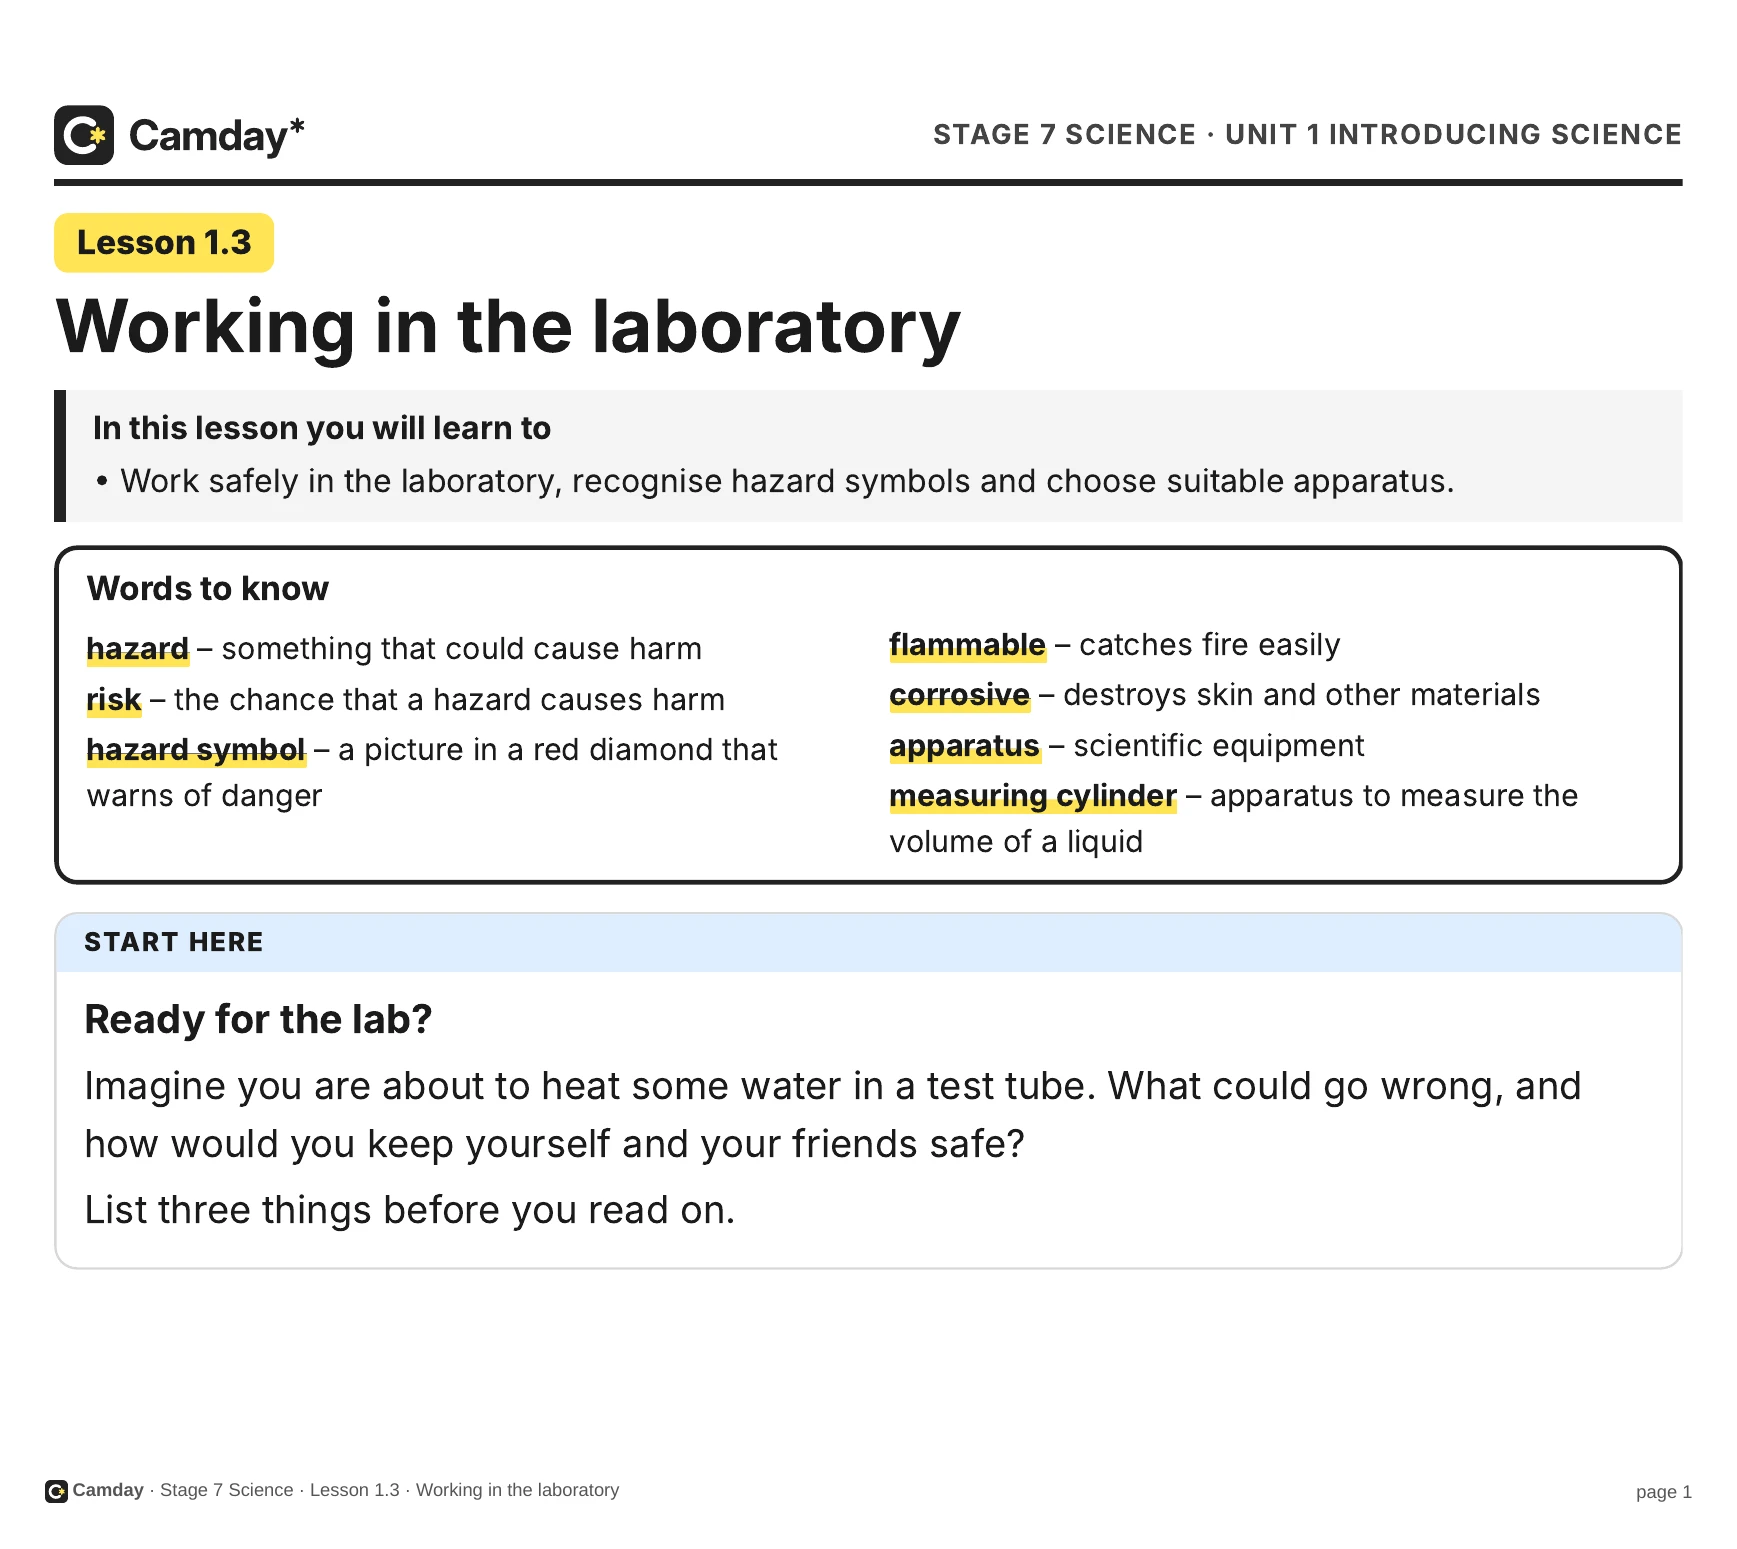 Camday*
STAGE 7 SCIENCE · UNIT 1 INTRODUCING SCIENCE
Lesson 1.3
Working in the laboratory
In this lesson you will learn to
• Work safely in the laboratory, recognise hazard symbols and choose suitable apparatus.
Words to know
hazard – something that could cause harm
risk – the chance that a hazard causes harm
hazard symbol – a picture in a red diamond that
warns of danger
flammable – catches fire easily
corrosive – destroys skin and other materials
apparatus – scientific equipment
measuring cylinder – apparatus to measure the
volume of a liquid
START HERE
Ready for the lab?
Imagine you are about to heat some water in a test tube. What could go wrong, and
how would you keep yourself and your friends safe?
List three things before you read on.
Camday · Stage 7 Science · Lesson 1.3 · Working in the laboratory
page 1